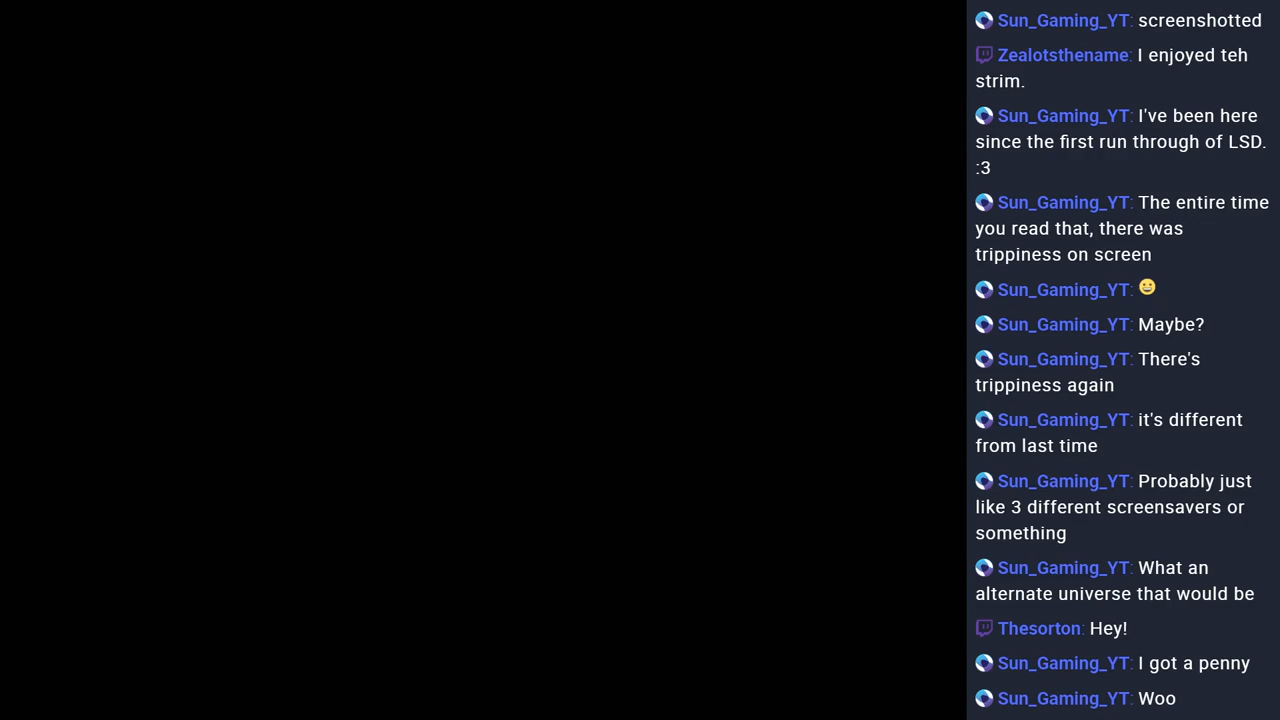 Sun_Gaming_YT: screenshotted
Zealotsthename: I enjoyed teh
strim.
Sun_Gaming_YT: I've been here
since the first run through of LSD.
:3
Sun_Gaming_YT: The entire time
you read that, there was
trippiness on screen
Sun_Gaming_YT: 😀
Sun_Gaming_YT: Maybe?
Sun_Gaming_YT: There's
trippiness again
Sun_Gaming_YT: it's different
from last time
Sun_Gaming_YT: Probably just
like 3 different screensavers or
something
Sun_Gaming_YT: What an
alternate universe that would be
Thesorton: Hey!
Sun_Gaming_YT: I got a penny
Sun_Gaming_YT: Woo